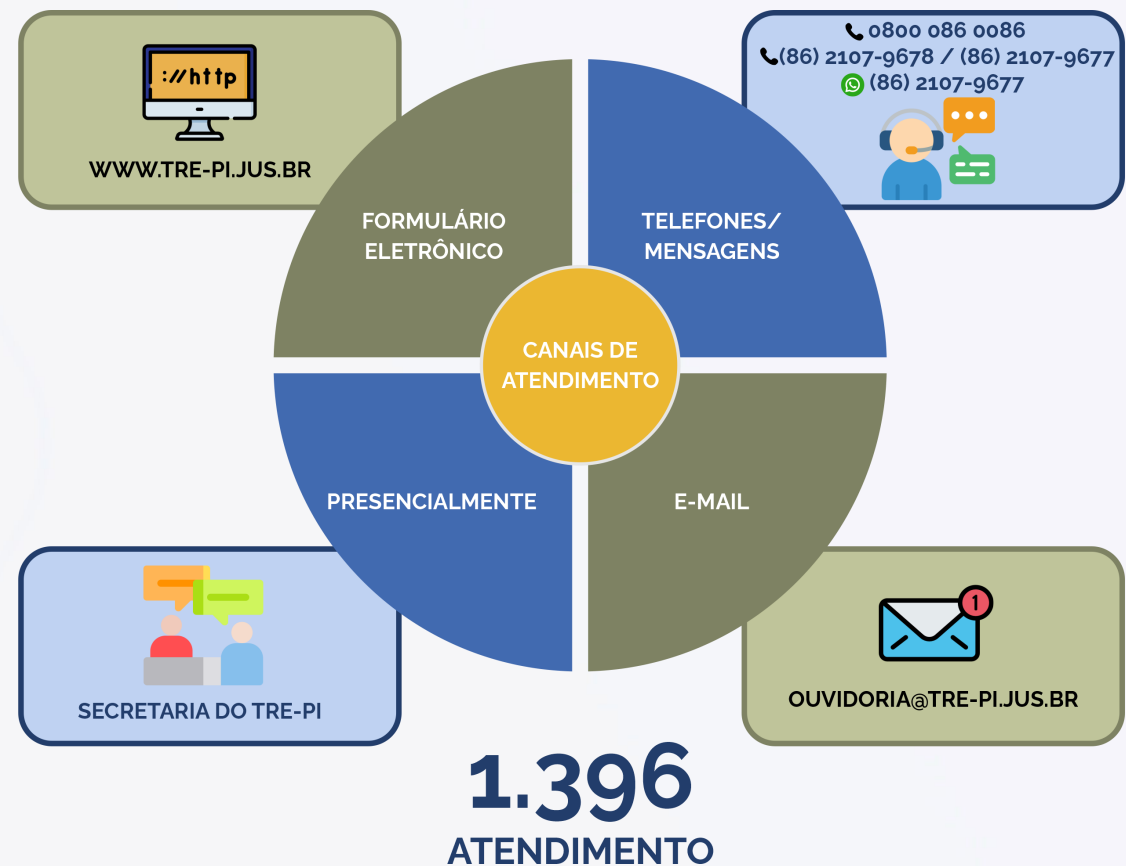 ://http
WWW.TRE-PI.JUS.BR
0800 086 0086
(86) 2107-9678 / (86) 2107-9677
(86) 2107-9677
FORMULÁRIO
ELETRÔNICO
TELEFONES/
MENSAGENS
CANAIS DE
ATENDIMENTO
PRESENCIALMENTE
E-MAIL
SECRETARIA DO TRE-PI
1
OUVIDORIA@TRE-PI.JUS.BR
1.396
ATENDIMENTO